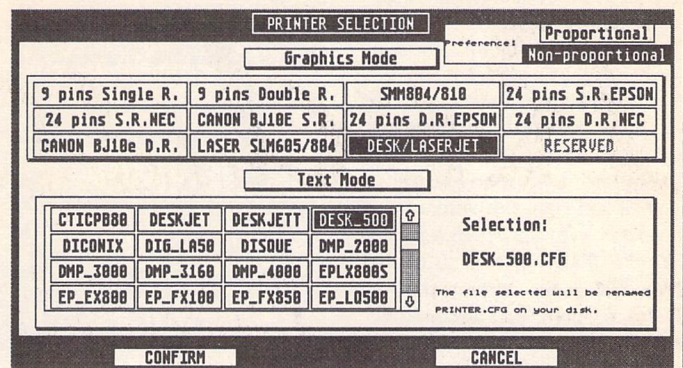 PRINTER SELECTION
Preference:
Proportional
Non-proportional
Graphics Mode
9 pins Single R. 9 pins Double R. SMM804/810 24 pins S.R.EPSON
24 pins S.R.NEC CANON BJ10E S.R. 24 pins D.R.EPSON 24 pins D.R.NEC
CANON BJ10e D.R. LASER SLM605/804 DESK/LASERJET RESERVED
Text Mode
CTICPB80 DESKJET DESKJETT DESK_500
DICONIX DIG_LA50 DISQUE DMP_2000
DMP_3000 DMP_3160 DMP_4000 EPLX800S
EP_EX800 EP_FX100 EP_FX850 EP_LQ500
Selection:
DESK_500.CFG
The file selected will be renamed
PRINTER.CFG on your disk.
CONFIRM CANCEL